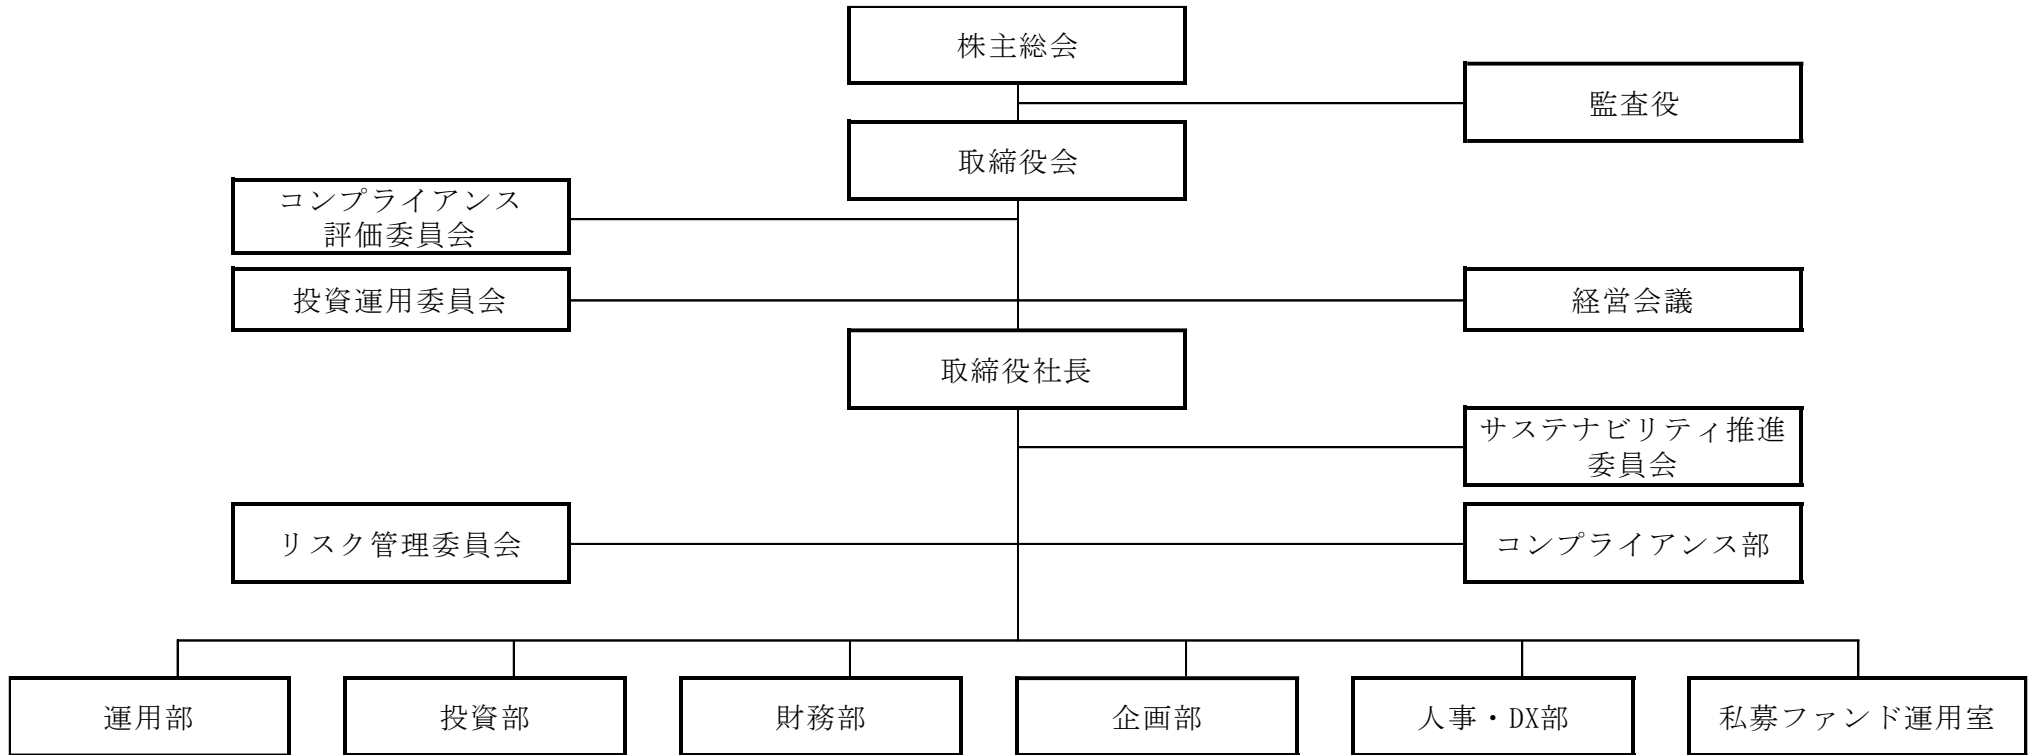 株主総会
監査役
取締役会
コンプライアンス
評価委員会
投資運用委員会
経営会議
取締役社長
サステナビリティ推進
委員会
リスク管理委員会
コンプライアンス部
運用部
投資部
財務部
企画部
人事・DX部
私募ファンド運用室